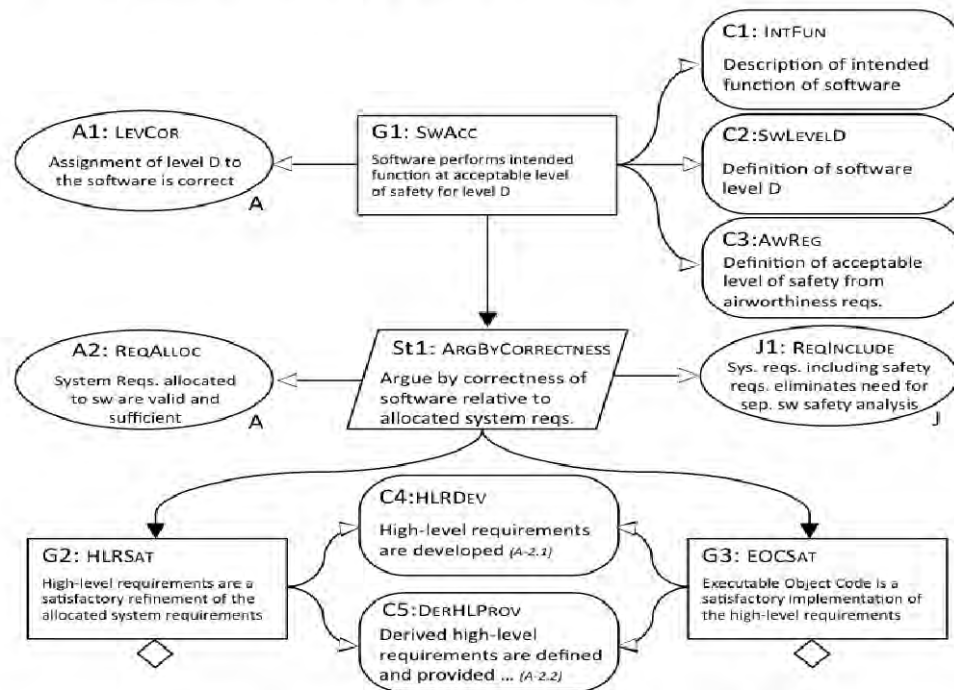 C1: INTFUN
Description of intended
function of software
A1: LEVCOR
Assignment of level D to
the software is correct
A
G1: SWACC
Software performs intended
function at acceptable level
of safety for level D
C2:SWLEVELD
Definition of software
level D
C3:AWREG
Definition of acceptable
level of safety from
airworthiness reqs.
A2: REQALLOC
System Reqs. allocated
to sw are valid and
sufficient
A
St1: ARGBYCORRECTNESS
Argue by correctness of
software relative to
allocated system reqs.
J1: REQINCLUDE
Sys. reqs. including safety
reqs. eliminates need for
sep. sw safety analysis
J
C4:HLRDEV
High-level requirements
are developed (A-2.1)
G2: HLRSAT
High-level requirements are a
satisfactory refinement of the
allocated system requirements
G3: EOCSAT
Executable Object Code is a
satisfactory implementation of
the high-level requirements
C5:DERHLPROV
Derived high-level
requirements are defined
and provided ... (A-2.2)